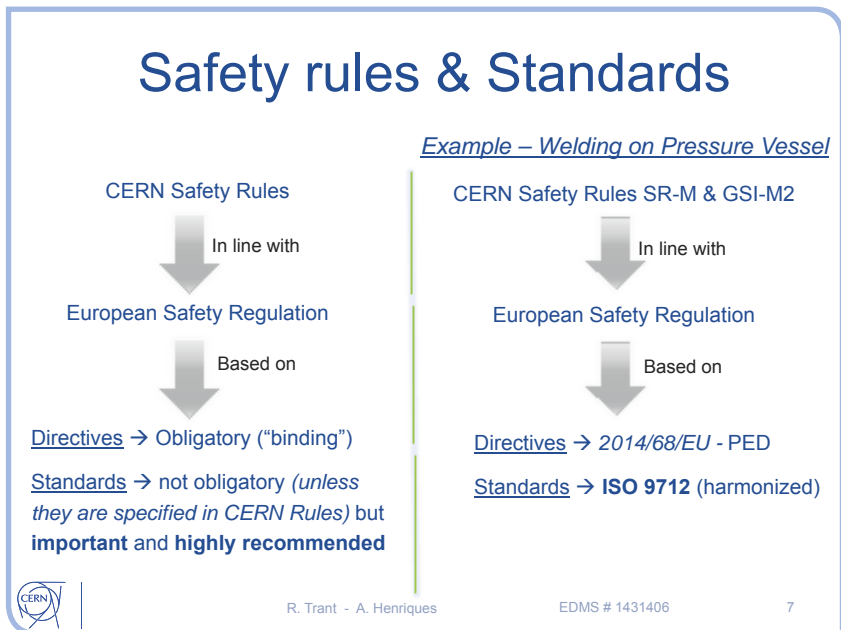 Safety rules & Standards
CERN Safety Rules
In line with
European Safety Regulation
Based on
Directives → Obligatory (“binding”)
Standards → not obligatory (unless
they are specified in CERN Rules) but
important and highly recommended
Example – Welding on Pressure Vessel
CERN Safety Rules SR-M & GSI-M2
In line with
European Safety Regulation
Based on
Directives → 2014/68/EU - PED
Standards → ISO 9712 (harmonized)
CERN
R. Trant - A. Henriques
EDMS # 1431406
7